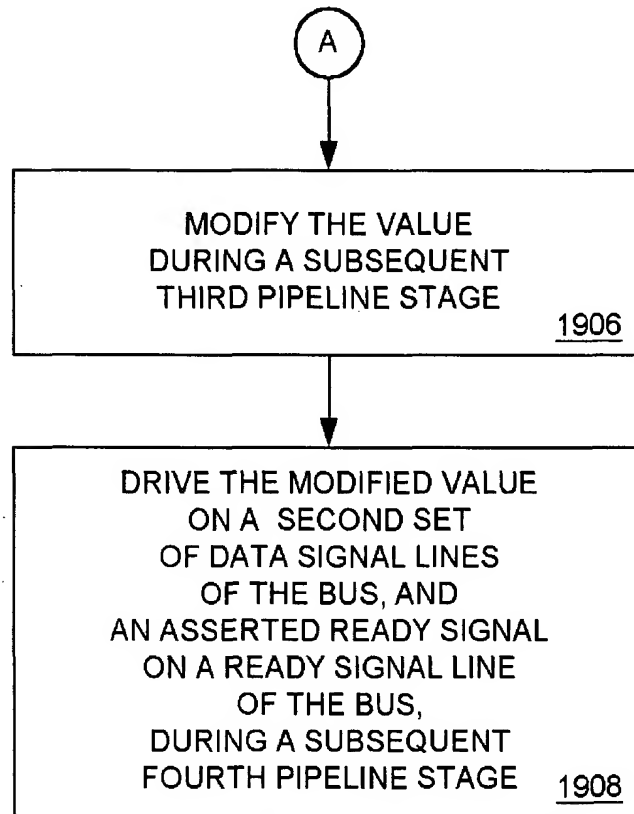 A
MODIFY THE VALUE
DURING A SUBSEQUENT
THIRD PIPELINE STAGE
1906
DRIVE THE MODIFIED VALUE
ON A SECOND SET
OF DATA SIGNAL LINES
OF THE BUS, AND
AN ASSERTED READY SIGNAL
ON A READY SIGNAL LINE
OF THE BUS,
DURING A SUBSEQUENT
FOURTH PIPELINE STAGE
1908